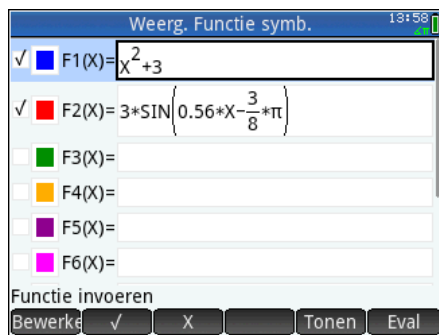 Weerg. Functie symb. 13:58
∡π
√ F1(X)= X²+3
√ F2(X)= 3*SIN(0.56*X-3/8*π)
F3(X)=
F4(X)=
F5(X)=
F6(X)=
Functie invoeren
Bewerke √ X Tonen Eval